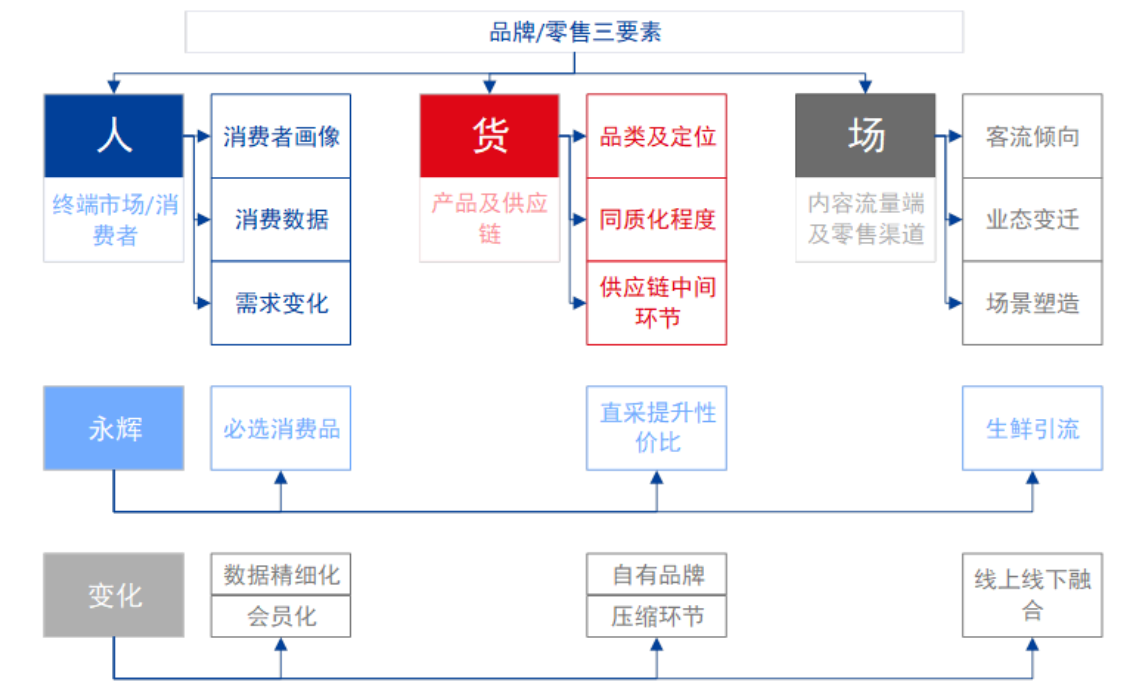 品牌/零售三要素
人
终端市场/消
费者
消费者画像
消费数据
需求变化
货
产品及供应
链
品类及定位
同质化程度
供应链中间
环节
场
内容流量端
及零售渠道
客流倾向
业态变迁
场景塑造
永辉
必选消费品
直采提升性
价比
生鲜引流
变化
数据精细化
会员化
自有品牌
压缩环节
线上线下融
合